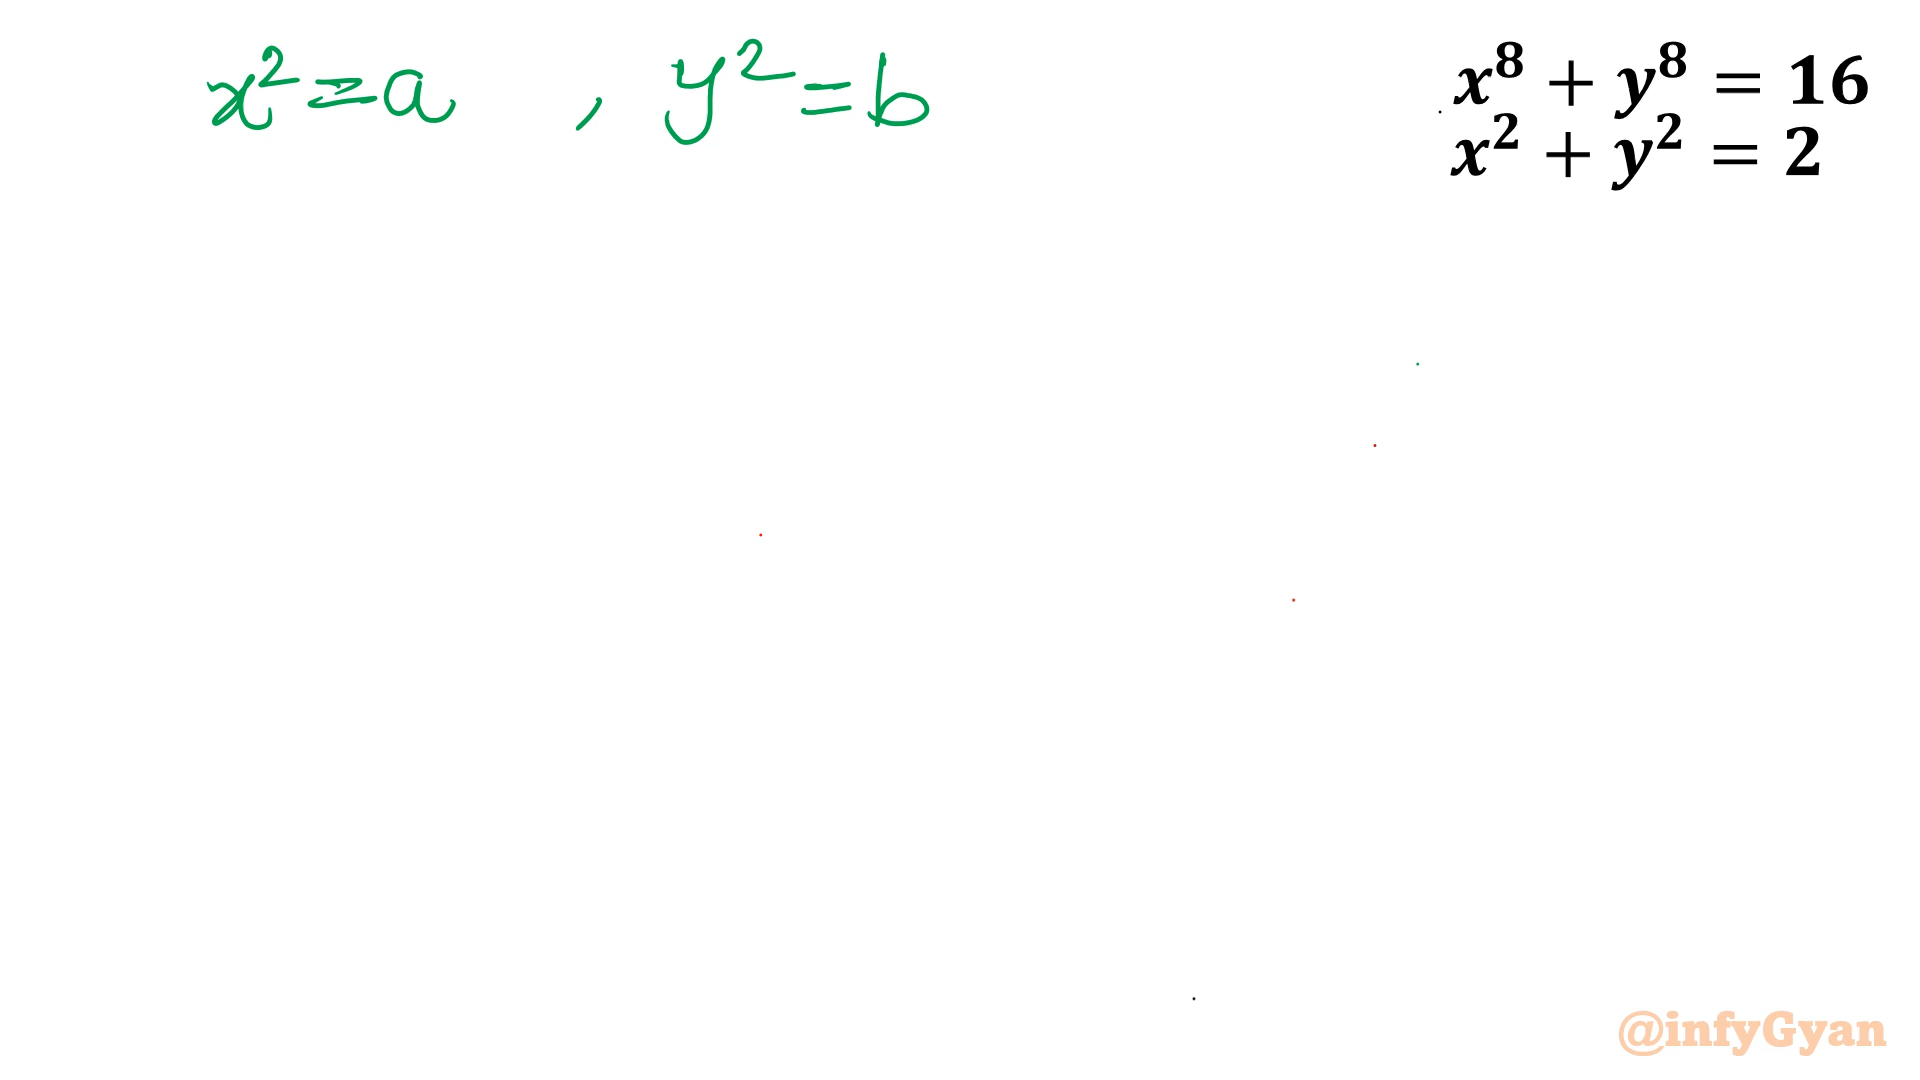 x² = a , y² = b
x⁸ + y⁸ = 16
x² + y² = 2
@infyGyan